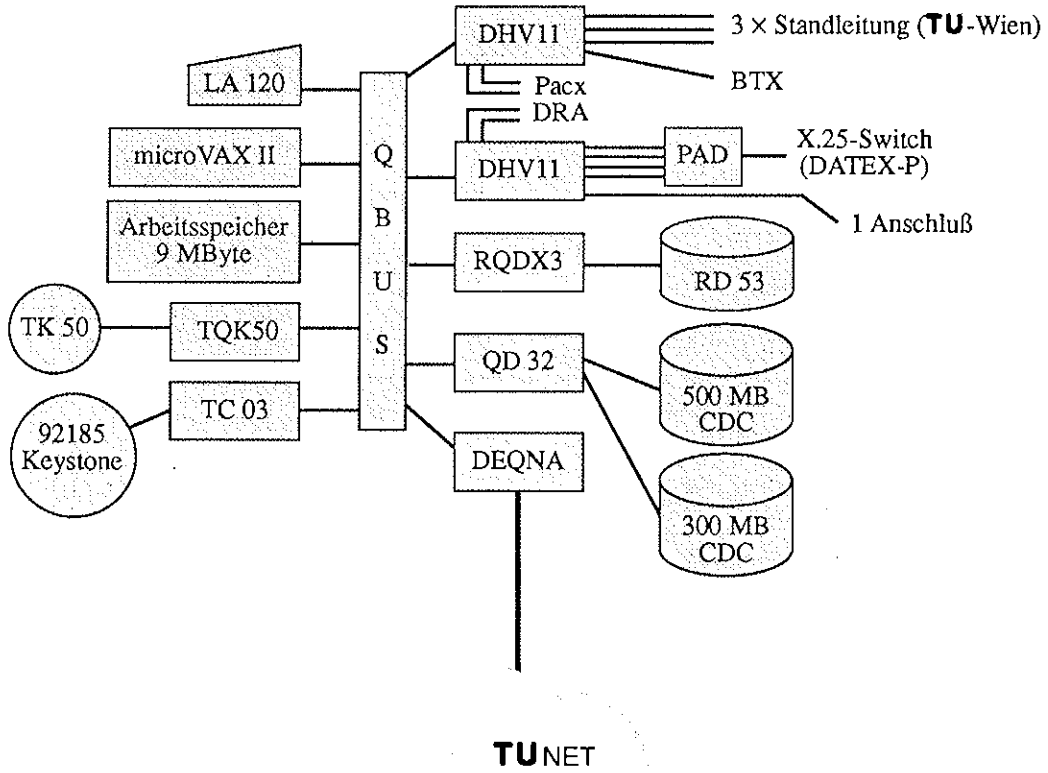 DHV11
3 × Standleitung (TU-Wien)
BTX
LA 120
Pacx
DRA
microVAX II
Q
B
U
S
DHV11
PAD
X.25-Switch
(DATEX-P)
1 Anschluß
Arbeitsspeicher
9 MByte
RQDX3
RD 53
TK 50
TQK50
QD 32
500 MB
CDC
TC 03
92185
Keystone
DEQNA
300 MB
CDC
TUNET